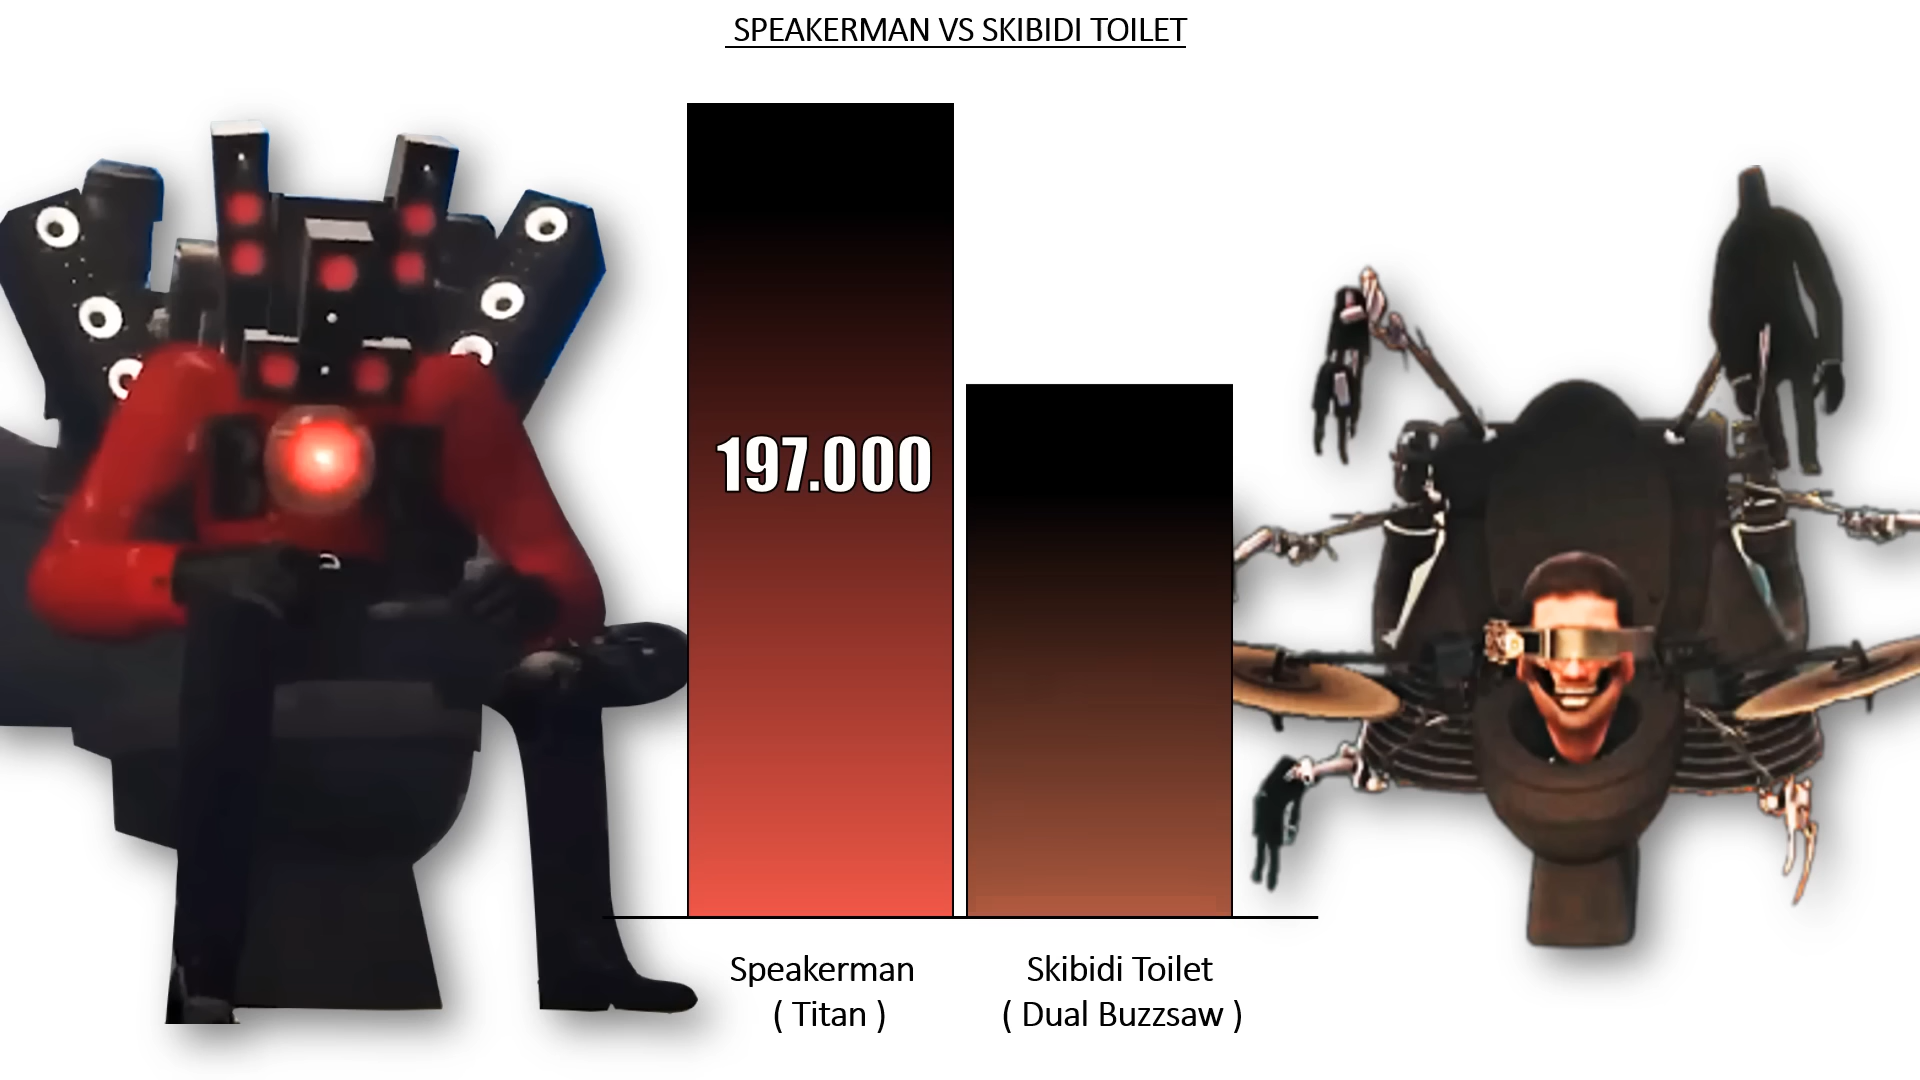 SPEAKERMAN VS SKIBIDI TOILET
197.000
Speakerman
( Titan )
Skibidi Toilet
( Dual Buzzsaw )